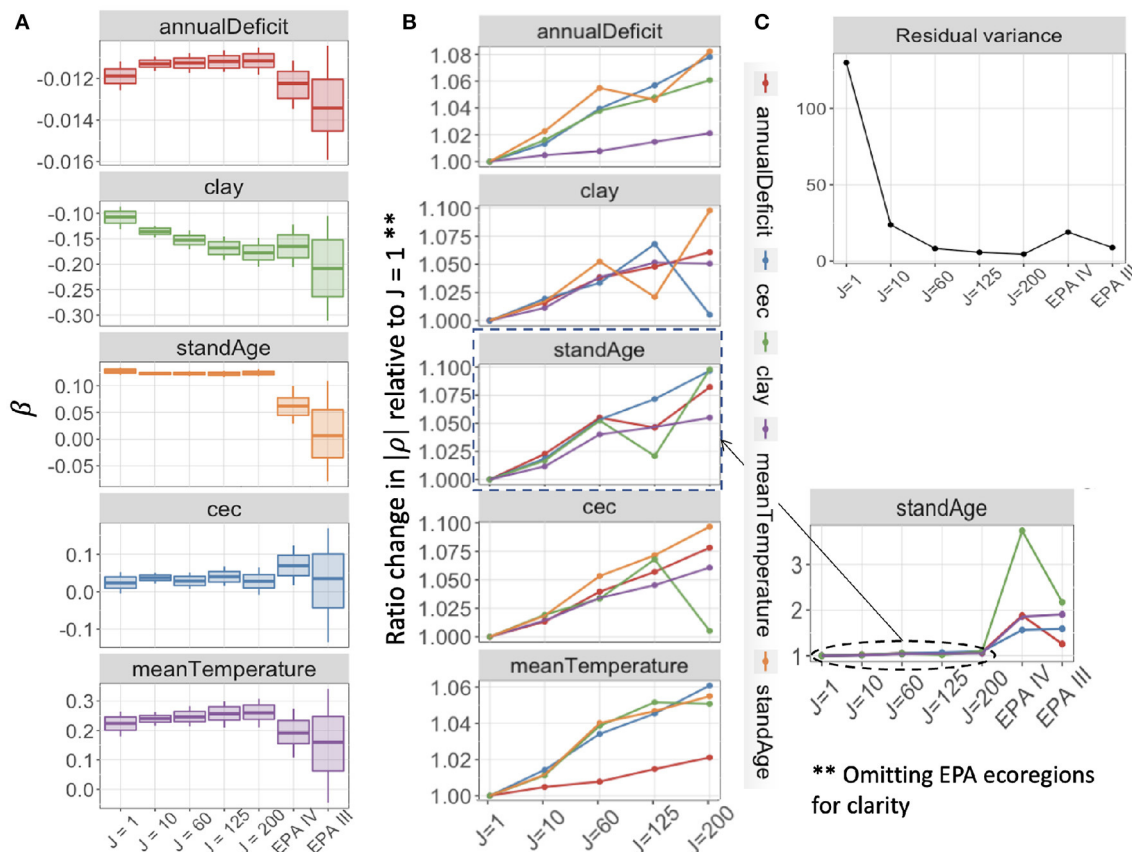 A
annualDeficit
-0.012
-0.014
-0.016
clay
-0.10
-0.15
-0.20
-0.25
-0.30
standAge
0.10
0.05
0.00
-0.05
cec
0.1
0.0
-0.1
meanTemperature
0.3
0.2
0.1
0.0
β
J = 1
J = 10
J = 60
J = 125
J = 200
EPA IV
EPA III
B
annualDeficit
1.08
1.06
1.04
1.02
1.00
clay
1.100
1.075
1.050
1.025
1.000
standAge
1.100
1.075
1.050
1.025
1.000
cec
1.100
1.075
1.050
1.025
1.000
meanTemperature
1.06
1.04
1.02
1.00
Ratio change in |ρ| relative to J = 1 **
J=1
J=10
J=60
J=125
J=200
annualDeficit
cec
clay
meanTemperature
standAge
C
Residual variance
100
50
0
J=1
J=10
J=60
J=125
J=200
EPA IV
EPA III
standAge
3
2
1
J=1
J=10
J=60
J=125
J=200
EPA IV
EPA III
** Omitting EPA ecoregions
for clarity